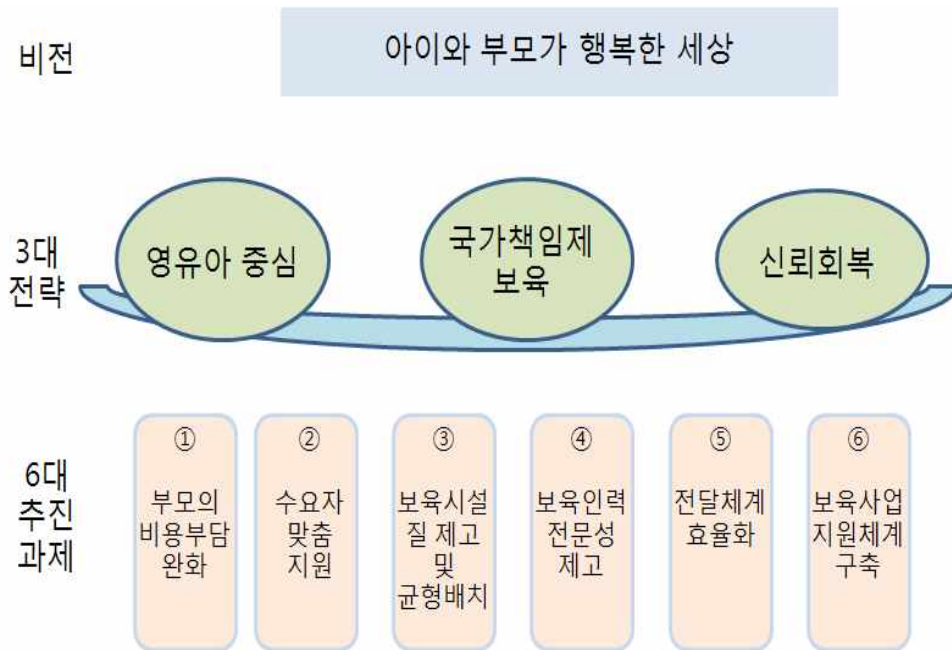 비전
아이와 부모가 행복한 세상
3대
전략
영유아 중심
국가책임제
보육
신뢰회복
6대
추진
과제
①
부모의
비용부담
완화
②
수요자
맞춤
지원
③
보육시설
질 제고
및
균형배치
④
보육인력
전문성
제고
⑤
전달체계
효율화
⑥
보육사업
지원체계
구축